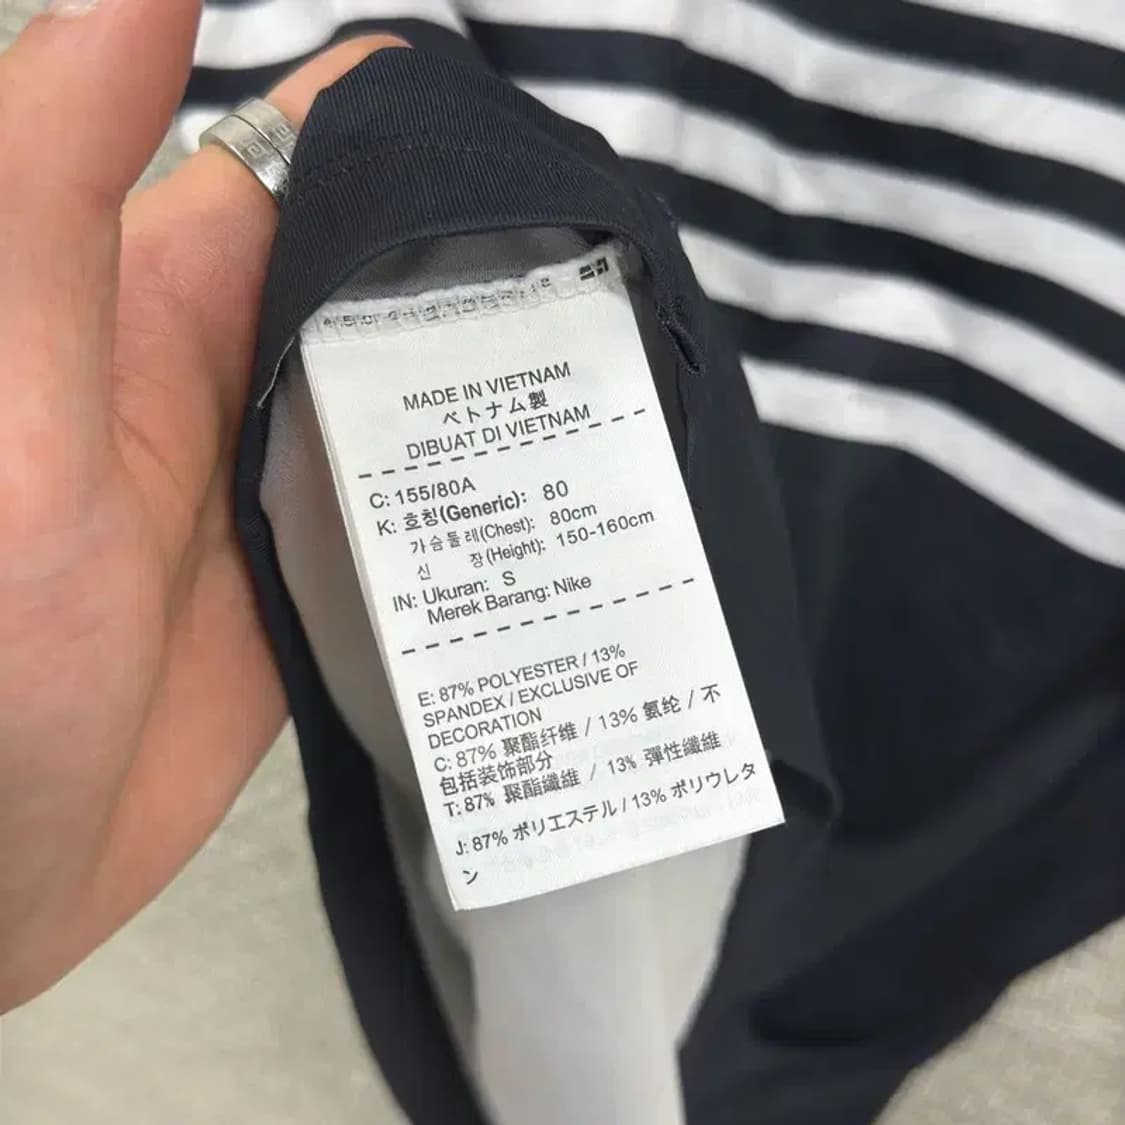 MADE IN VIETNAM
ベトナム製
DIBUAT DI VIETNAM
C: 155/80A
K: 호칭(Generic): 80
가슴둘레(Chest): 80cm
신 장(Height): 150-160cm
IN: Ukuran: S
Merek Barang: Nike
E: 87% POLYESTER / 13%
SPANDEX / EXCLUSIVE OF
DECORATION
C: 87% 聚酯纤维 / 13% 氨纶 / 不
包括装饰部分
T: 87% 聚酯纖維 / 13% 彈性纖維
J: 87% ポリエステル / 13% ポリウレタ
ン